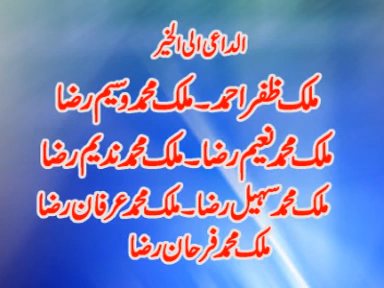 الداعی الی الخیر
ملک ظفر احمد۔ ملک محمد وسیم رضا
ملک محمد نعیم رضا۔ ملک محمد ندیم رضا
ملک محمد سہیل رضا۔ ملک محمد عرفان رضا
ملک محمد فرحان رضا